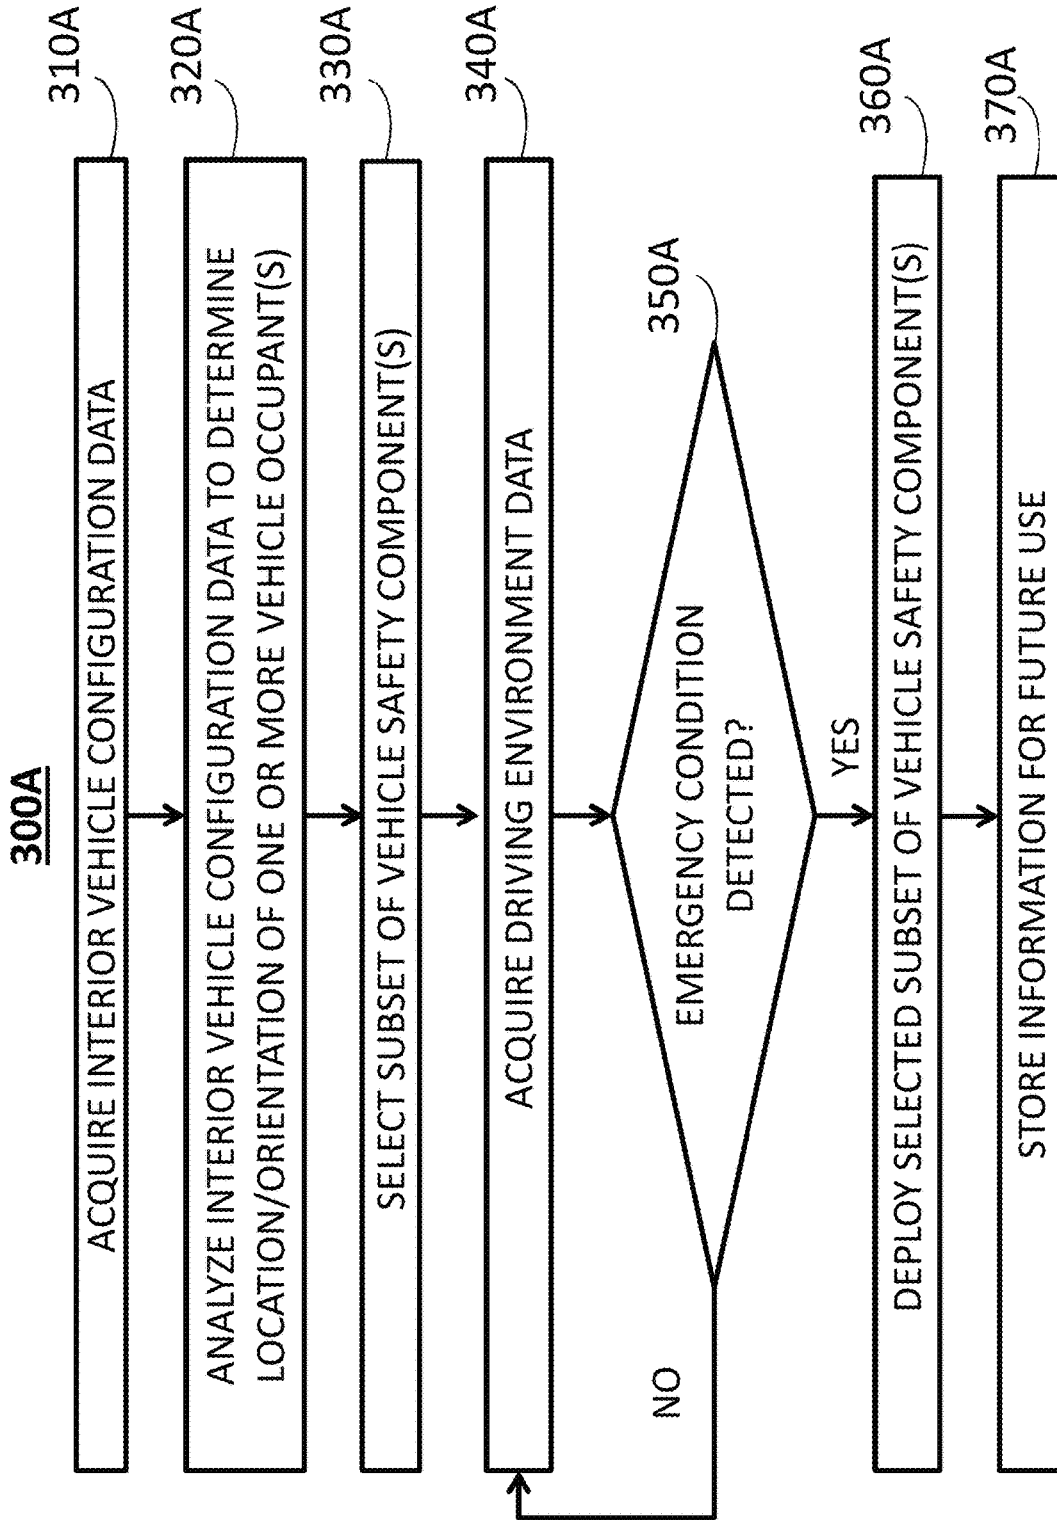 300A
ACQUIRE INTERIOR VEHICLE CONFIGURATION DATA
310A
ANALYZE INTERIOR VEHICLE CONFIGURATION DATA TO DETERMINE
LOCATION/ORIENTATION OF ONE OR MORE VEHICLE OCCUPANT(S)
320A
SELECT SUBSET OF VEHICLE SAFETY COMPONENT(S)
330A
ACQUIRE DRIVING ENVIRONMENT DATA
340A
EMERGENCY CONDITION
DETECTED?
350A
NO
YES
DEPLOY SELECTED SUBSET OF VEHICLE SAFETY COMPONENT(S)
360A
STORE INFORMATION FOR FUTURE USE
370A